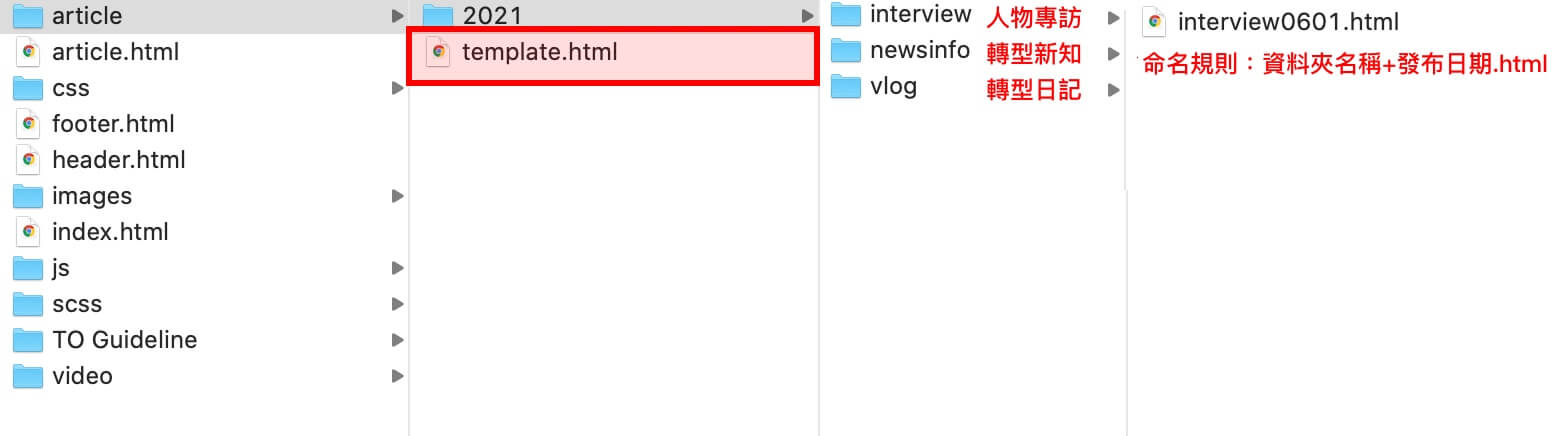 article
article.html
css
footer.html
header.html
images
index.html
js
scss
TO Guideline
video
2021
template.html
interview 人物專訪
newsinfo 轉型新知
vlog 轉型日記
interview0601.html
命名規則：資料夾名稱+發布日期.html